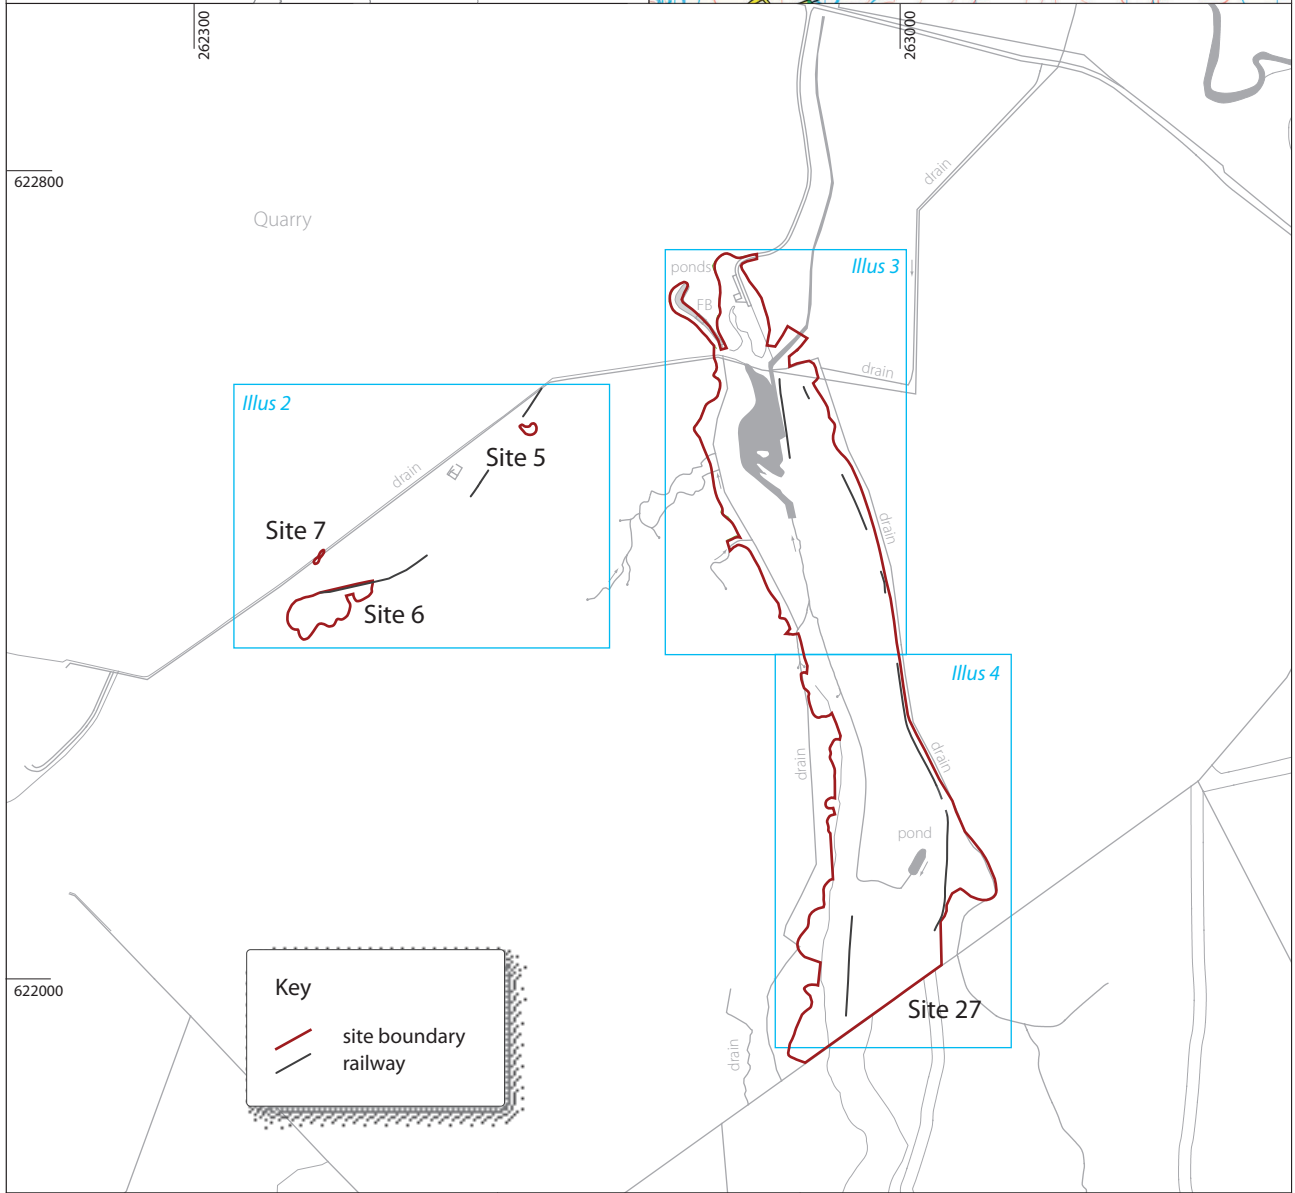 262300
263000
622800
drain
Quarry
ponds
Illus 3
FB
drain
Illus 2
Site 5
drain
Site 7
drain
Site 6
Illus 4
drain
drain
pond
622000
Key
site boundary
railway
Site 27
drain